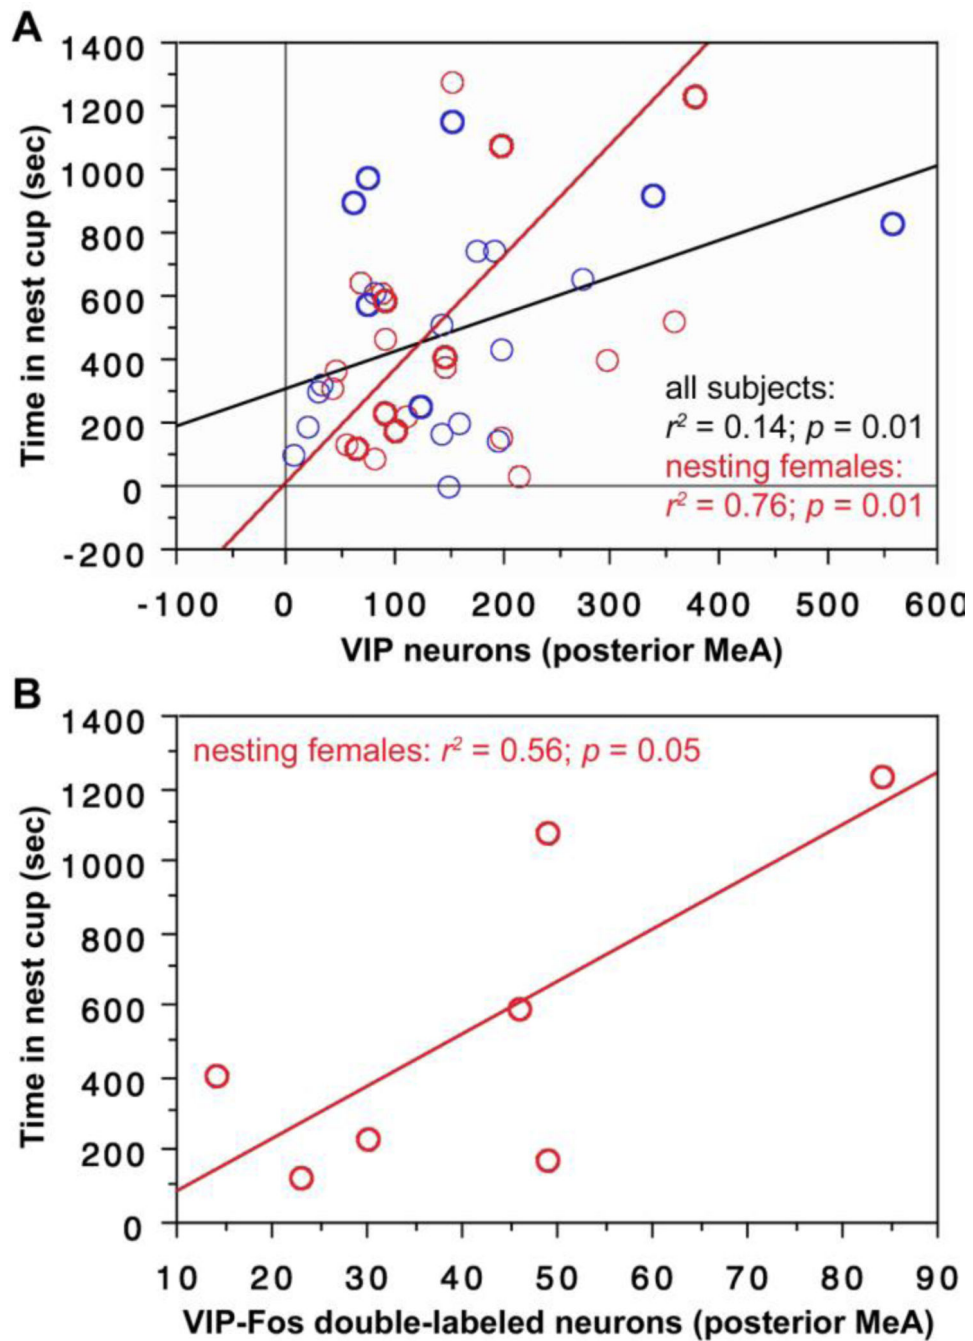 A
1400
1200
1000
800
600
400
200
0
-200
Time in nest cup (sec)
all subjects:
r² = 0.14; p = 0.01
nesting females:
r² = 0.76; p = 0.01
-100 0 100 200 300 400 500 600
VIP neurons (posterior MeA)
B
1400
1200
1000
800
600
400
200
0
Time in nest cup (sec)
nesting females: r² = 0.56; p = 0.05
10 20 30 40 50 60 70 80 90
VIP-Fos double-labeled neurons (posterior MeA)